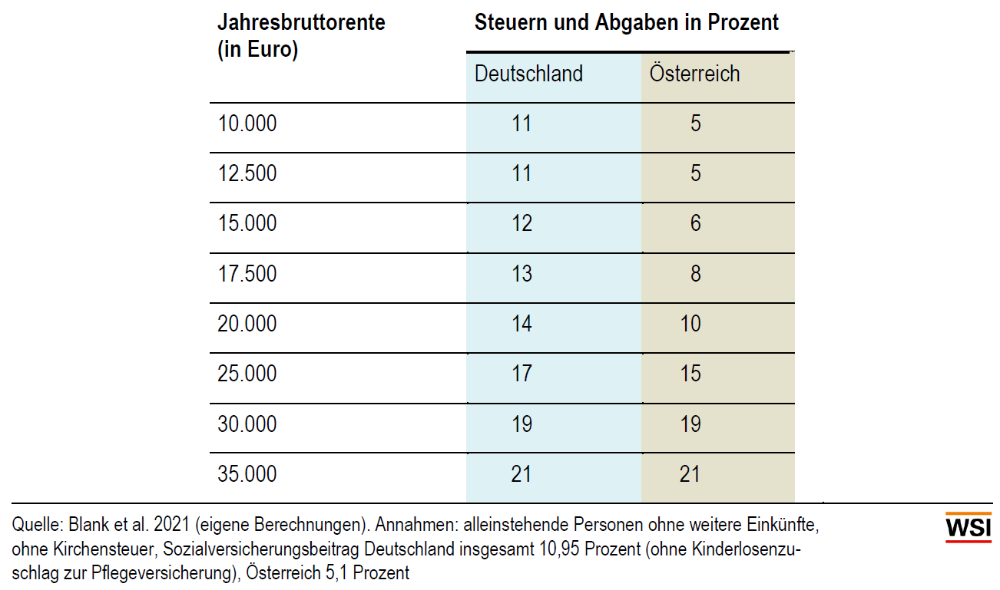 Jahresbruttorente
(in Euro)
Steuern und Abgaben in Prozent
Deutschland Österreich
10.000 11 5
12.500 11 5
15.000 12 6
17.500 13 8
20.000 14 10
25.000 17 15
30.000 19 19
35.000 21 21
Quelle: Blank et al. 2021 (eigene Berechnungen). Annahmen: alleinstehende Personen ohne weitere Einkünfte,
ohne Kirchensteuer, Sozialversicherungsbeitrag Deutschland insgesamt 10,95 Prozent (ohne Kinderlosenzu-
schlag zur Pflegeversicherung), Österreich 5,1 Prozent
WSI